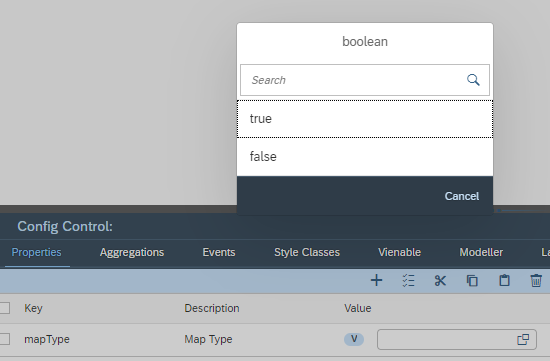 boolean
Search
true
false
Cancel
Config Control:
Properties Aggregations Events Style Classes Vienable Modeller La
Key Description Value
mapType Map Type V